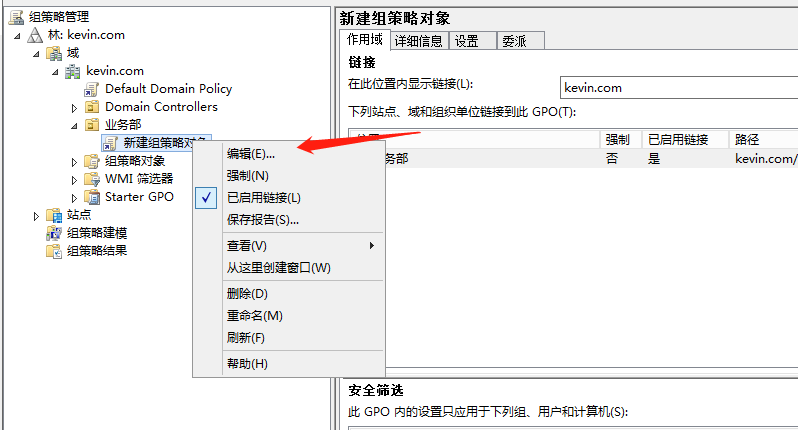 组策略管理
林: kevin.com
域
kevin.com
Default Domain Policy
Domain Controllers
业务部
新建组策略对象
组策略对象
WMI 筛选器
Starter GPO
站点
组策略建模
组策略结果
编辑(E)...
强制(N)
已启用链接(L)
保存报告(S)...
查看(V)
从这里创建窗口(W)
删除(D)
重命名(M)
刷新(F)
帮助(H)
新建组策略对象
作用域 详细信息 设置 委派
链接
在此位置内显示链接(L): kevin.com
下列站点、域和组织单位链接到此 GPO(T):
强制 已启用链接 路径
务部 否 是 kevin.com/
安全筛选
此 GPO 内的设置只应用于下列组、用户和计算机(S):